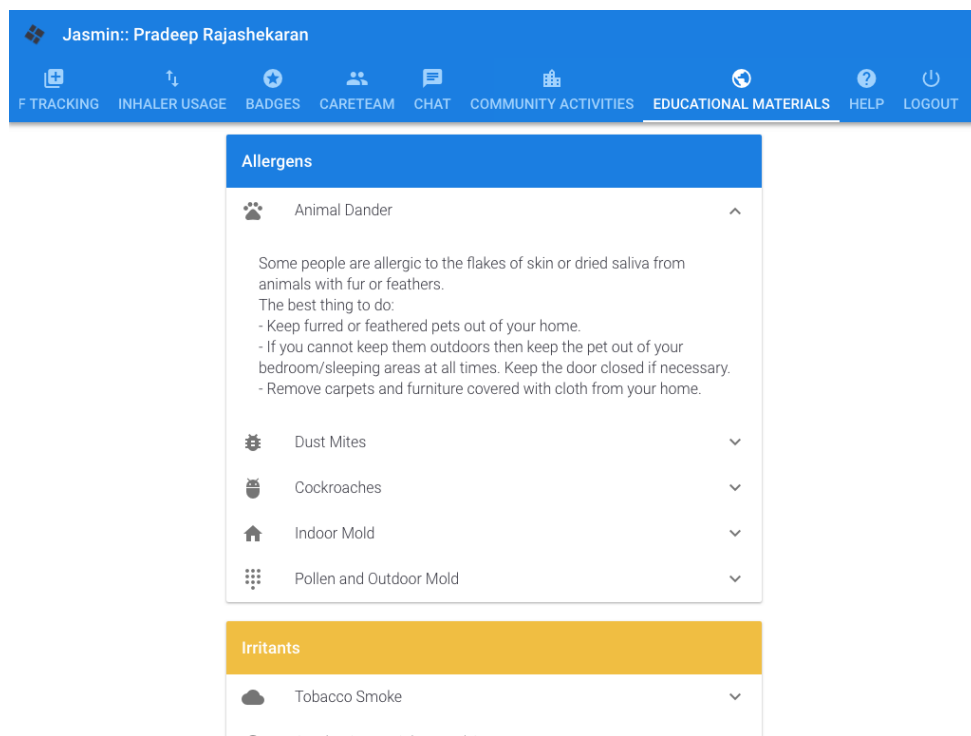 Jasmin:: Pradeep Rajashekaran
F TRACKING INHALER USAGE BADGES CARETEAM CHAT COMMUNITY ACTIVITIES EDUCATIONAL MATERIALS HELP LOGOUT
Allergens
Animal Dander
Some people are allergic to the flakes of skin or dried saliva from
animals with fur or feathers.
The best thing to do:
- Keep furred or feathered pets out of your home.
- If you cannot keep them outdoors then keep the pet out of your
bedroom/sleeping areas at all times. Keep the door closed if necessary.
- Remove carpets and furniture covered with cloth from your home.
Dust Mites
Cockroaches
Indoor Mold
Pollen and Outdoor Mold
Irritants
Tobacco Smoke